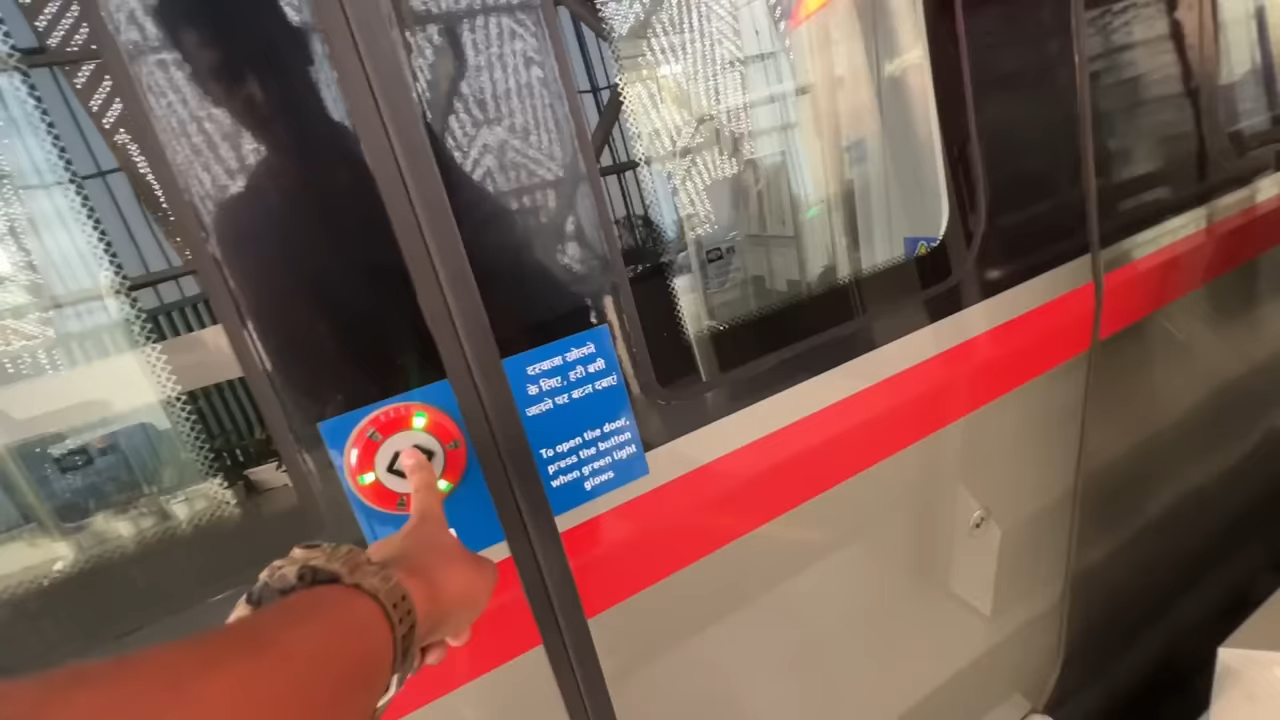 दरवाजा खोलने
के लिए, हरी बत्ती
जलने पर बटन दबाएं
To open the door,
press the button
when green light
glows